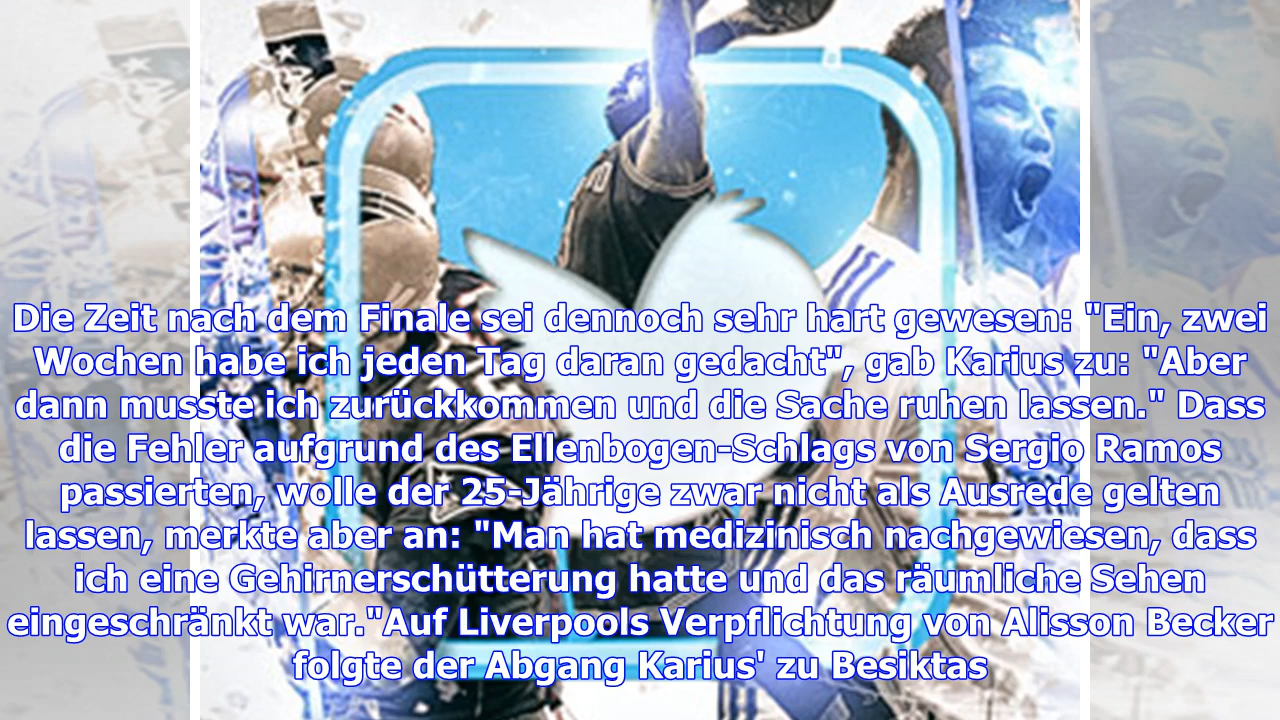 Die Zeit nach dem Finale sei dennoch sehr hart gewesen: "Ein, zwei
Wochen habe ich jeden Tag daran gedacht", gab Karius zu: "Aber
dann musste ich zurückkommen und die Sache ruhen lassen." Dass
die Fehler aufgrund des Ellenbogen-Schlags von Sergio Ramos
passierten, wolle der 25-Jährige zwar nicht als Ausrede gelten
lassen, merkte aber an: "Man hat medizinisch nachgewiesen, dass
ich eine Gehirnerschütterung hatte und das räumliche Sehen
eingeschränkt war."Auf Liverpools Verpflichtung von Alisson Becker
folgte der Abgang Karius' zu Besiktas